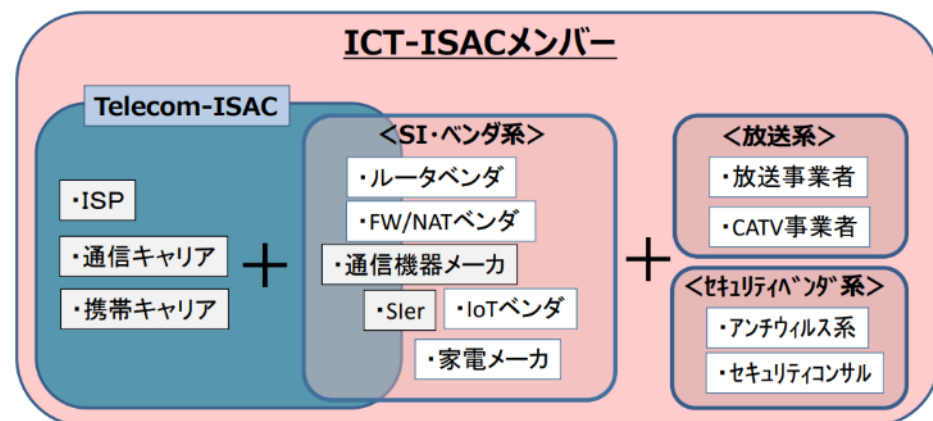 ICT-ISACメンバー
Telecom-ISAC
・ISP
・通信キャリア
・携帯キャリア
+
<SI・ベンダ系>
・ルータベンダ
・FW/NATベンダ
・通信機器メーカ
・SIer
・IoTベンダ
・家電メーカ
+
<放送系>
・放送事業者
・CATV事業者
<ｾｷｭﾘﾃｨﾍﾞﾝﾀﾞ系>
・アンチウィルス系
・セキュリティコンサル